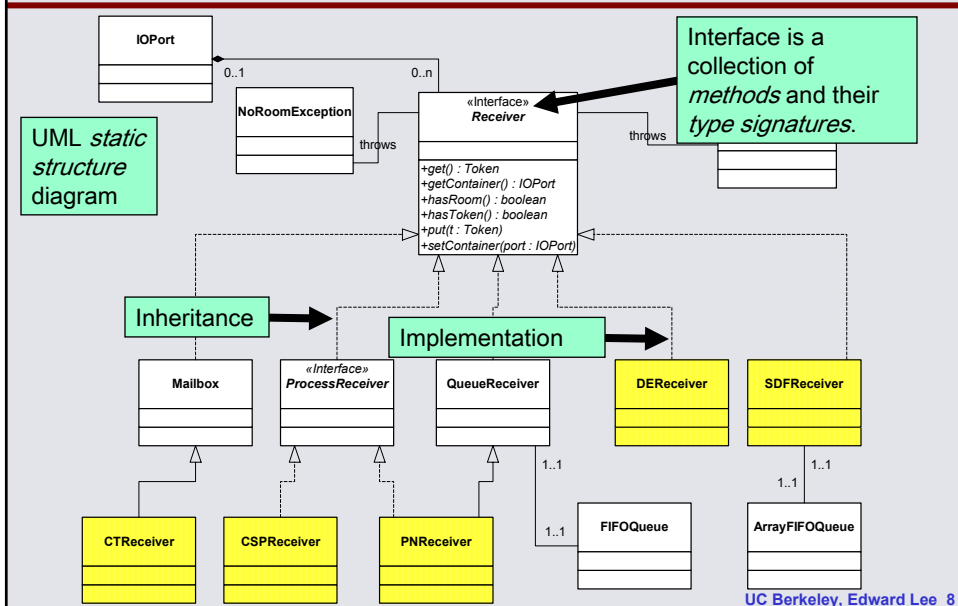 IOPort
0..1
0..n
Interface is a
collection of
methods and their
type signatures.
NoRoomException
«Interface»
Receiver
throws
throws
UML static
structure
diagram
+get() : Token
+getContainer() : IOPort
+hasRoom() : boolean
+hasToken() : boolean
+put(t : Token)
+setContainer(port : IOPort)
Inheritance
Implementation
Mailbox
«Interface»
ProcessReceiver
QueueReceiver
DEReceiver
SDFReceiver
1..1
1..1
1..1
1..1
CTReceiver
CSPReceiver
PNReceiver
FIFOQueue
ArrayFIFOQueue
UC Berkeley, Edward Lee 8